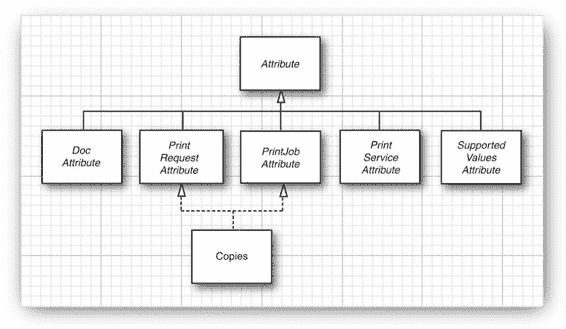 Attribute
Doc
Attribute
Print
Request
Attribute
PrintJob
Attribute
Print
Service
Attribute
Supported
Values
Attribute
Copies